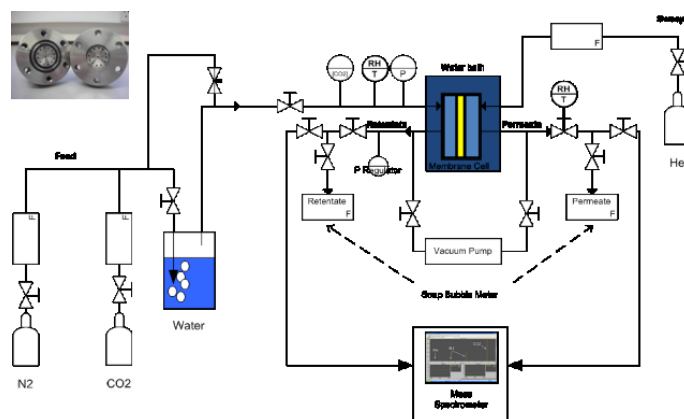 Sweep
F
[CO2]
RH
T
P
Water bath
RH
T
Feed
Retentate
Permeate
He
P Regulator
Membrane Cell
F
F
Retentate
F
Permeate
F
Vacuum Pump
Soap Bubble Meter
Water
N2
CO2
Mass
Spectrometer